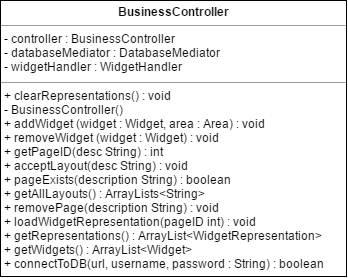 BusinessController
- controller : BusinessController
- databaseMediator : DatabaseMediator
- widgetHandler : WidgetHandler
+ clearRepresentations() : void
- BusinessController()
+ addWidget (widget : Widget, area : Area) : void
+ removeWidget (widget : Widget) : void
+ getPageID(desc String) : int
+ acceptLayout(desc String) : void
+ pageExists(description String) : boolean
+ getAllLayouts() : ArrayLists<String>
+ removePage(description String) : void
+ loadWidgetRepresentation(pageID int) : void
+ getRepresentations() : ArrayList<WidgetRepresentation>
+ getWidgets() : ArrayList<Widget>
+ connectToDB(url, username, password : String) : boolean